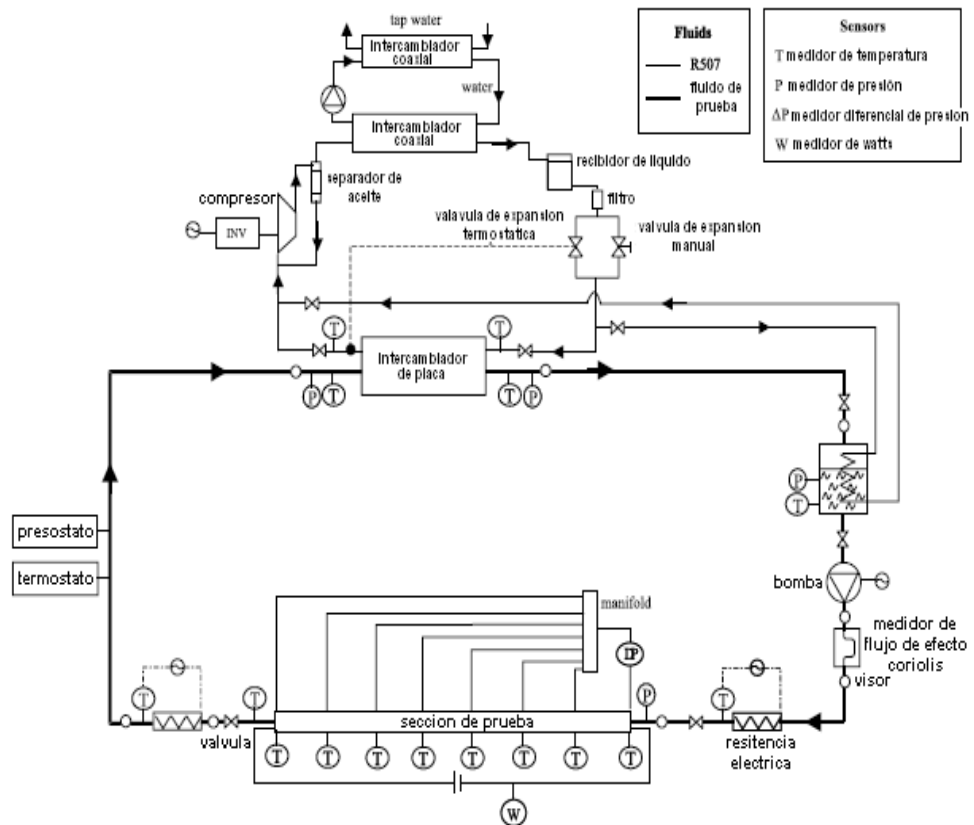 tap water
Intercambiador
coaxial
water
Intercambiador
coaxial
Fluids
R507
fluido de
prueba
Sensors
T medidor de temperatura
P medidor de presión
ΔP medidor diferencial de presion
W medidor de watts
recibidor de liquido
separador de
aceite
filtro
compresor
INV
valavula de expansion
termostatica
valvula de expansion
manual
T
T
Intercambiador
de placa
P
T
T
P
P
T
presostato
termostato
bomba
manifold
DP
medidor de
flujo de efecto
coriolis
visor
T
T
P
T
valvula
seccion de prueba
resitencia
electrica
T
T
T
T
T
T
T
T
W